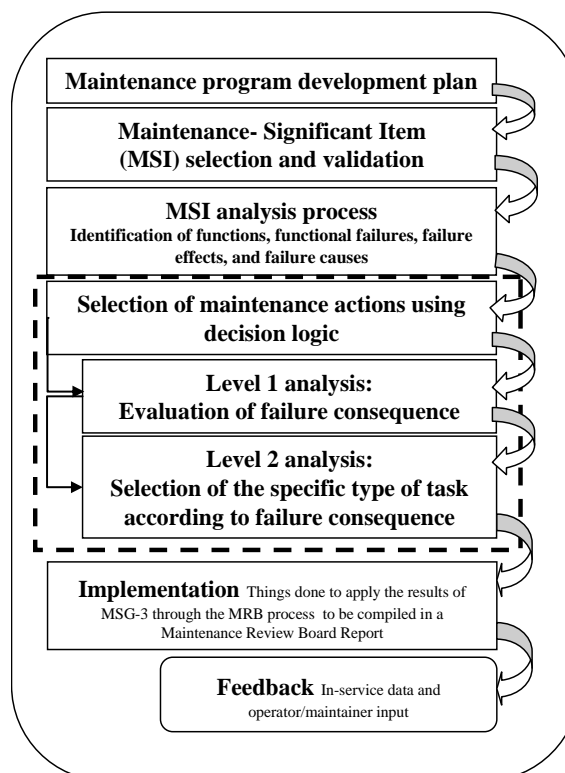 Maintenance program development plan
Maintenance- Significant Item
(MSI) selection and validation
MSI analysis process
Identification of functions, functional failures, failure
effects, and failure causes
Selection of maintenance actions using
decision logic
Level 1 analysis:
Evaluation of failure consequence
Level 2 analysis:
Selection of the specific type of task
according to failure consequence
Implementation Things done to apply the results of
MSG-3 through the MRB process to be compiled in a
Maintenance Review Board Report
Feedback In-service data and
operator/maintainer input